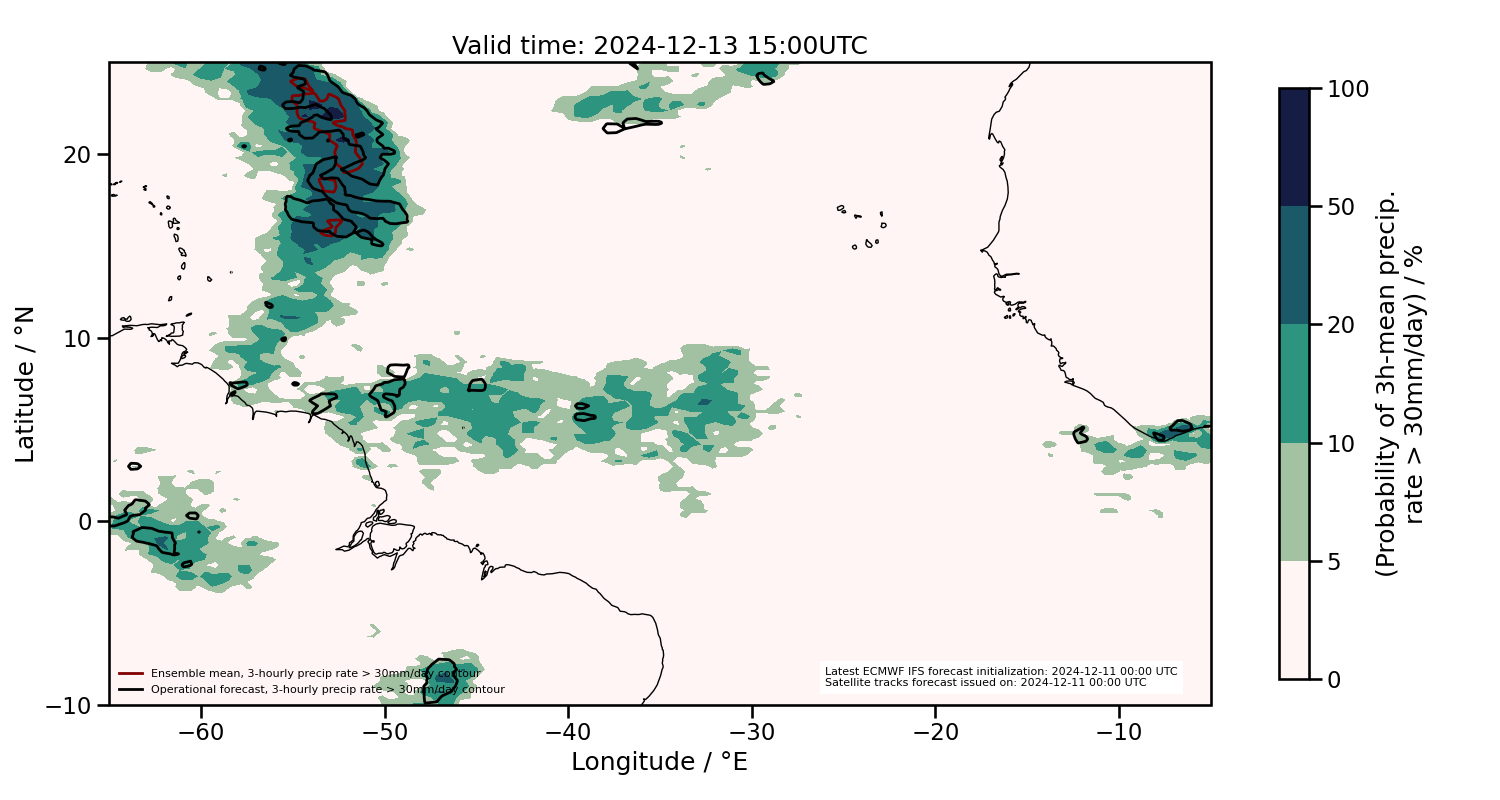 Valid time: 2024-12-13 15:00UTC
Latitude / °N
20
10
0
−10
−60
−50
−40
−30
−20
−10
Longitude / °E
Ensemble mean, 3-hourly precip rate > 30mm/day contour
Operational forecast, 3-hourly precip rate > 30mm/day contour
Latest ECMWF IFS forecast initialization: 2024-12-11 00:00 UTC
Satellite tracks forecast issued on: 2024-12-11 00:00 UTC
100
50
20
10
5
0
(Probability of 3h-mean precip.
rate > 30mm/day) / %